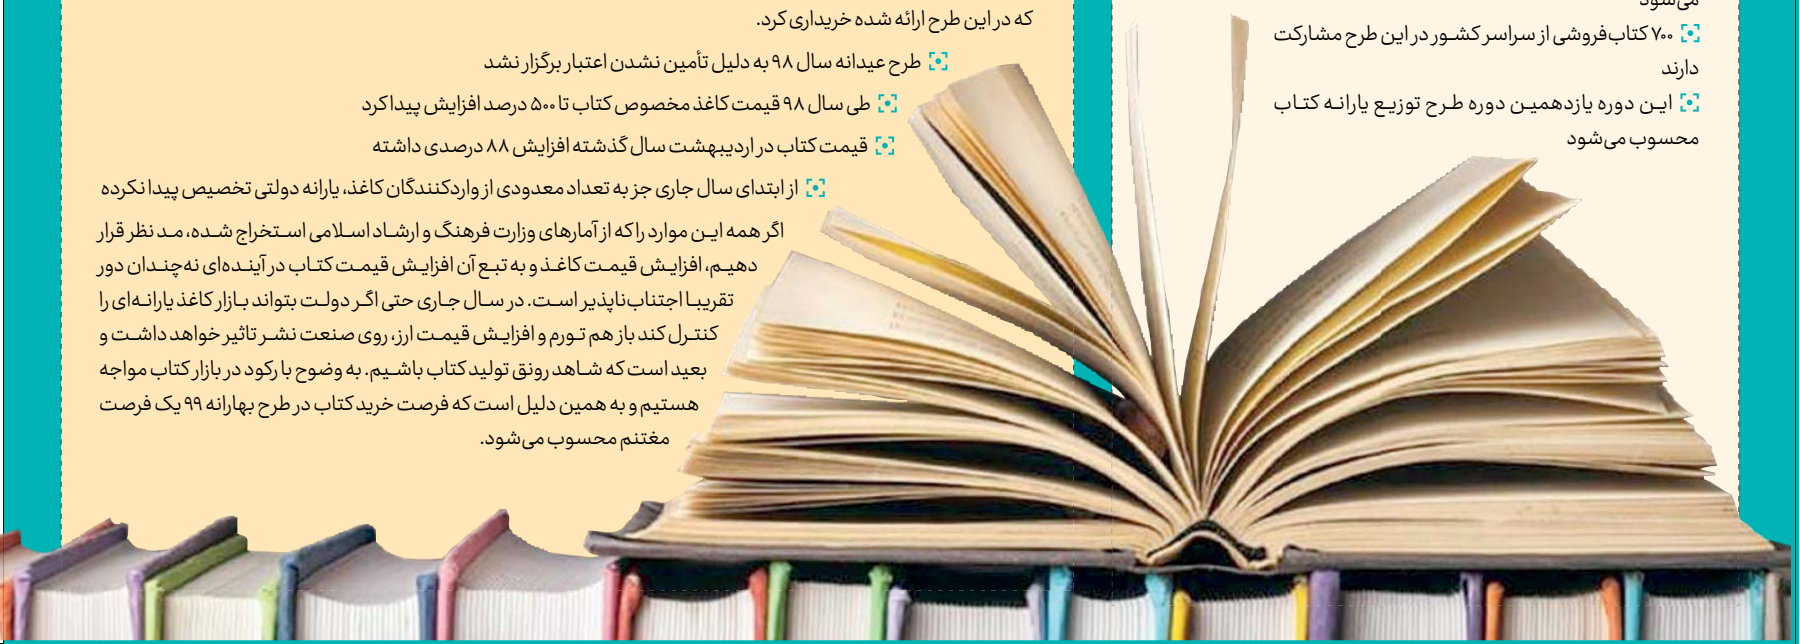 می‌شود
۷۰۰ کتاب‌فروشی از سراسر کشور در این طرح مشارکت
دارند
این دوره یازدهمین دوره طرح توزیع یارانه کتاب
محسوب می‌شود
که در این طرح ارائه شده خریداری کرد.
طرح عیدانه سال ۹۸ به دلیل تأمین نشدن اعتبار برگزار نشد
طی سال ۹۸ قیمت کاغذ مخصوص کتاب تا ۵۰۰ درصد افزایش پیدا کرد
قیمت کتاب در اردیبهشت سال گذشته افزایش ۸۸ درصدی داشته
از ابتدای سال جاری جز به تعداد معدودی از واردکنندگان کاغذ، یارانه دولتی تخصیص پیدا نکرده
اگر همه این موارد را که از آمارهای وزارت فرهنگ و ارشاد اسلامی استخراج شده، مد نظر قرار
دهیم، افزایش قیمت کاغذ و به تبع آن افزایش قیمت کتاب در آینده‌ای نه‌چندان دور
تقریبا اجتناب‌ناپذیر است. در سال جاری حتی اگر دولت بتواند بازار کاغذ یارانه‌ای را
کنترل کند باز هم تورم و افزایش قیمت ارز، روی صنعت نشر تاثیر خواهد داشت و
بعید است که شاهد رونق تولید کتاب باشیم. به وضوح با رکود در بازار کتاب مواجه
هستیم و به همین دلیل است که فرصت خرید کتاب در طرح بهارانه ۹۹ یک فرصت
مغتنم محسوب می‌شود.